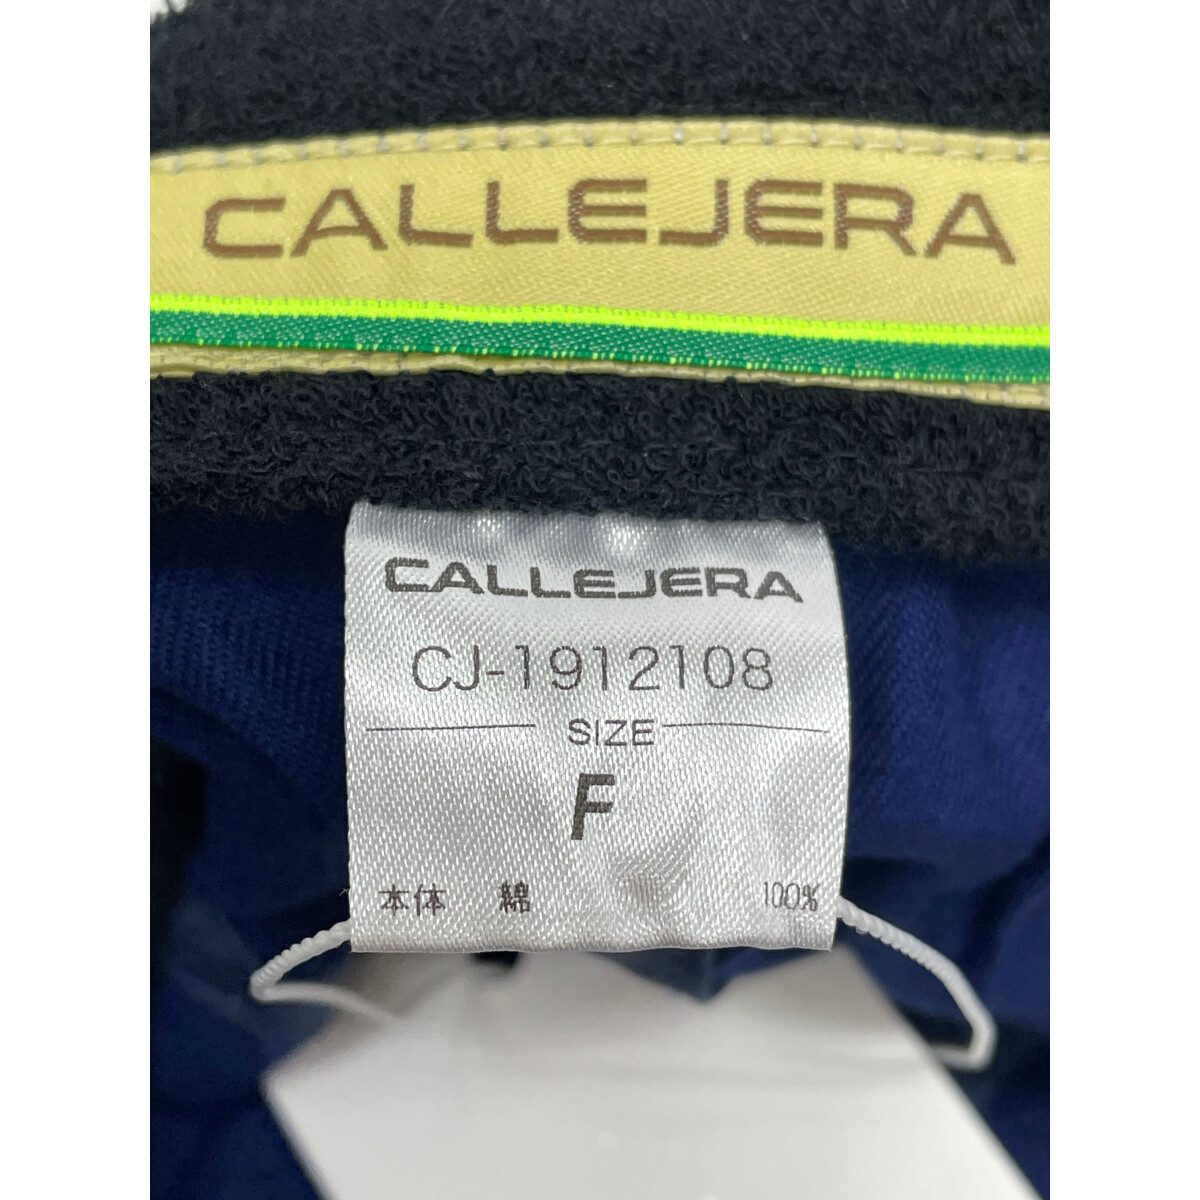 CALLEJERA
CALLEJERA
CJ-1912108
SIZE
F
本体 綿 100%